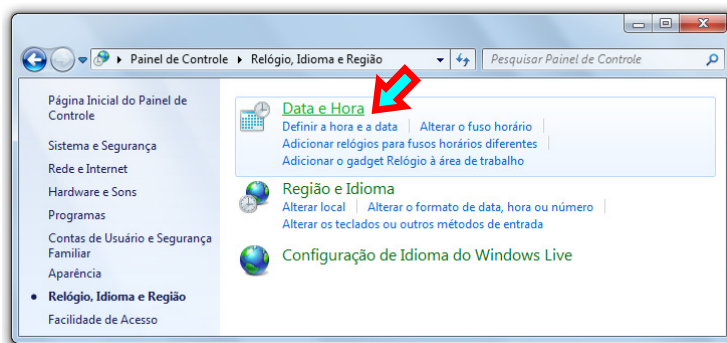 Painel de Controle ▸ Relógio, Idioma e Região
Pesquisar Painel de Controle
Página Inicial do Painel de
Controle
Sistema e Segurança
Rede e Internet
Hardware e Sons
Programas
Contas de Usuário e Segurança
Familiar
Aparência
Relógio, Idioma e Região
Facilidade de Acesso
Data e Hora
Definir a hora e a data
Alterar o fuso horário
Adicionar relógios para fusos horários diferentes
Adicionar o gadget Relógio à área de trabalho
Região e Idioma
Alterar local
Alterar o formato de data, hora ou número
Alterar os teclados ou outros métodos de entrada
Configuração de Idioma do Windows Live